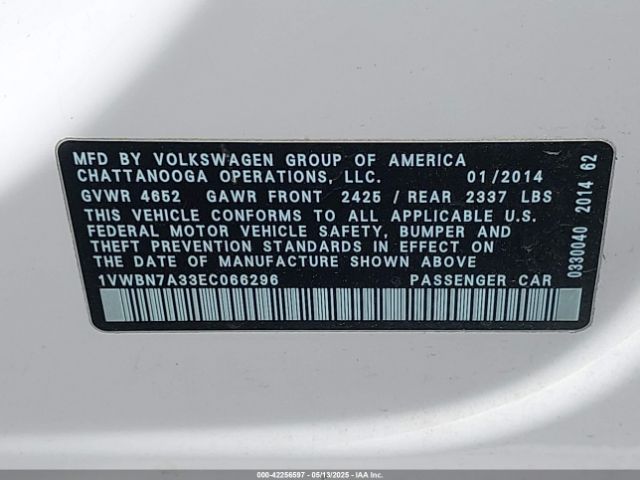 MFD BY VOLKSWAGEN GROUP OF AMERICA
CHATTANOOGA OPERATIONS, LLC. 01/2014
GVWR 4652 GAWR FRONT 2425 / REAR 2337 LBS
THIS VEHICLE CONFORMS TO ALL APPLICABLE U.S.
FEDERAL MOTOR VEHICLE SAFETY, BUMPER AND
THEFT PREVENTION STANDARDS IN EFFECT ON
THE DATE OF MANUFACTURE SHOWN ABOVE
1VWBN7A33EC066296 PASSENGER CAR
0330040 2014 62
000-42256597 - 05/13/2025 - IAAI.com